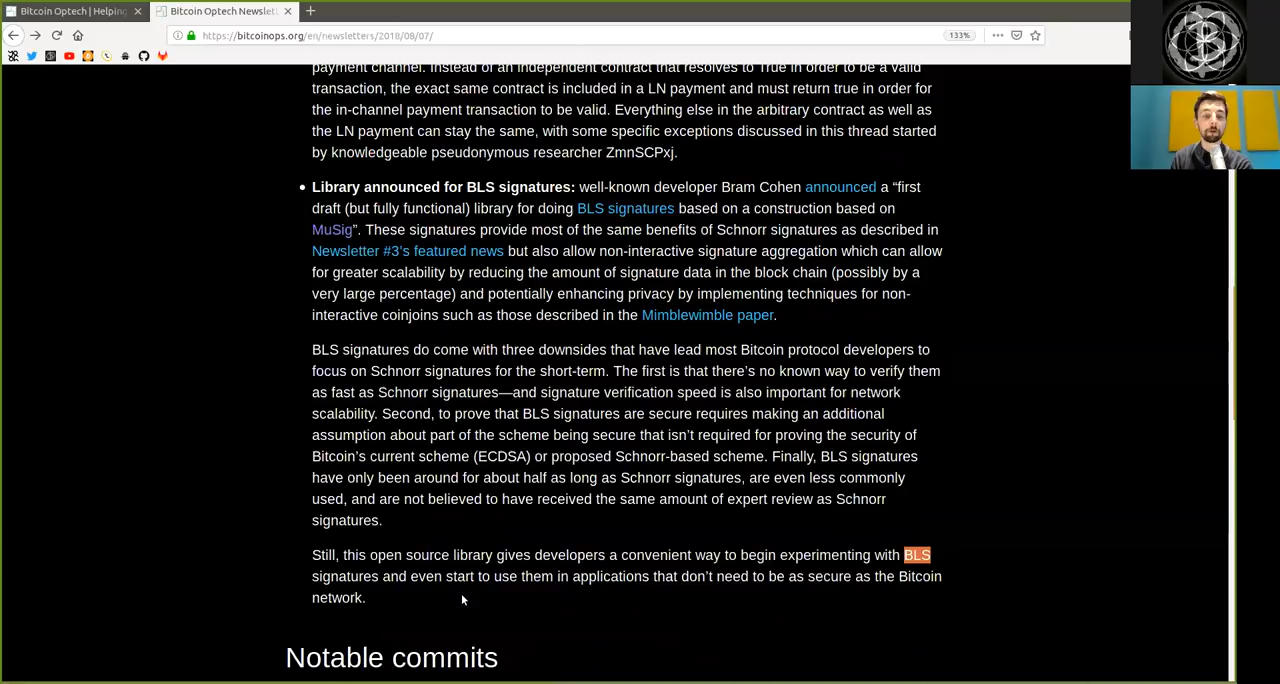 Bitcoin Optech | Helping
Bitcoin Optech Newslett
https://bitcoinops.org/en/newsletters/2018/08/07/
133%
payment channel. Instead of an independent contract that resolves to True in order to be a valid
transaction, the exact same contract is included in a LN payment and must return true in order for
the in-channel payment transaction to be valid. Everything else in the arbitrary contract as well as
the LN payment can stay the same, with some specific exceptions discussed in this thread started
by knowledgeable pseudonymous researcher ZmnSCPxj.
Library announced for BLS signatures: well-known developer Bram Cohen announced a “first
draft (but fully functional) library for doing BLS signatures based on a construction based on
MuSig”. These signatures provide most of the same benefits of Schnorr signatures as described in
Newsletter #3’s featured news but also allow non-interactive signature aggregation which can allow
for greater scalability by reducing the amount of signature data in the block chain (possibly by a
very large percentage) and potentially enhancing privacy by implementing techniques for non-
interactive coinjoins such as those described in the Mimblewimble paper.
BLS signatures do come with three downsides that have lead most Bitcoin protocol developers to
focus on Schnorr signatures for the short-term. The first is that there’s no known way to verify them
as fast as Schnorr signatures—and signature verification speed is also important for network
scalability. Second, to prove that BLS signatures are secure requires making an additional
assumption about part of the scheme being secure that isn’t required for proving the security of
Bitcoin’s current scheme (ECDSA) or proposed Schnorr-based scheme. Finally, BLS signatures
have only been around for about half as long as Schnorr signatures, are even less commonly
used, and are not believed to have received the same amount of expert review as Schnorr
signatures.
Still, this open source library gives developers a convenient way to begin experimenting with BLS
signatures and even start to use them in applications that don’t need to be as secure as the Bitcoin
network.
Notable commits